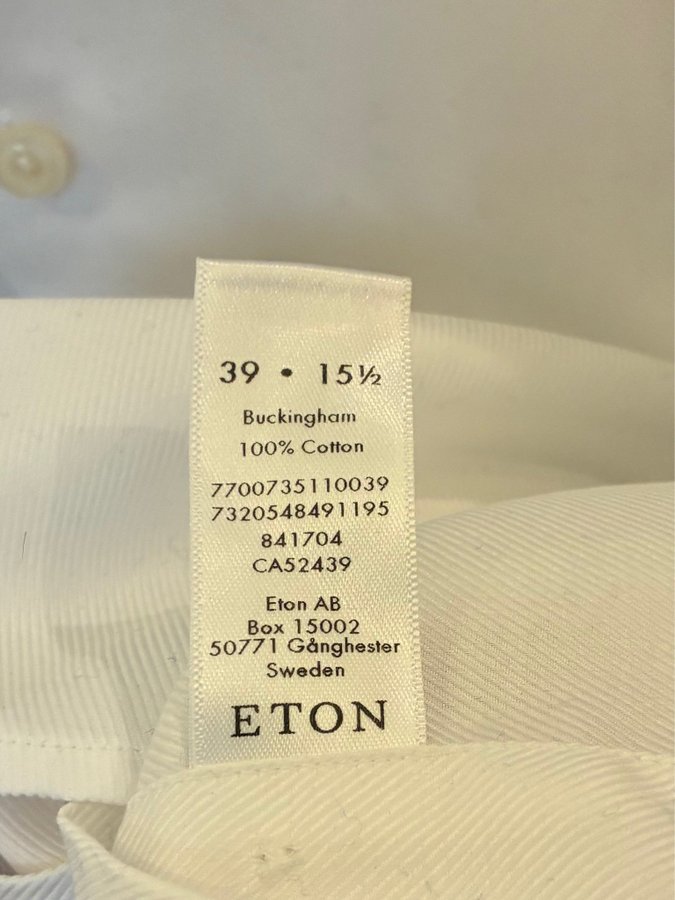 39 • 15½
Buckingham
100% Cotton
7700735110039
7320548491195
841704
CA52439
Eton AB
Box 15002
50771 Gånghester
Sweden
ETON